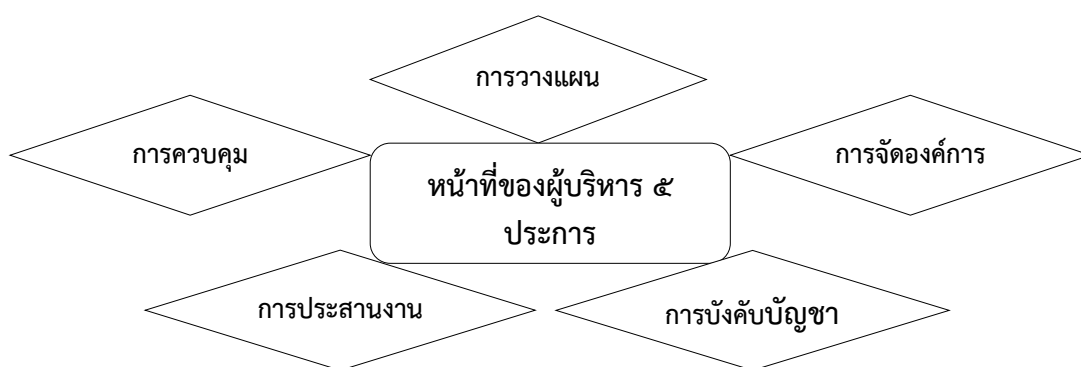 การวางแผน
การควบคุม
การจัดองค์การ
หน้าที่ของผู้บริหาร ๕
ประการ
การประสานงาน
การบังคับบัญชา